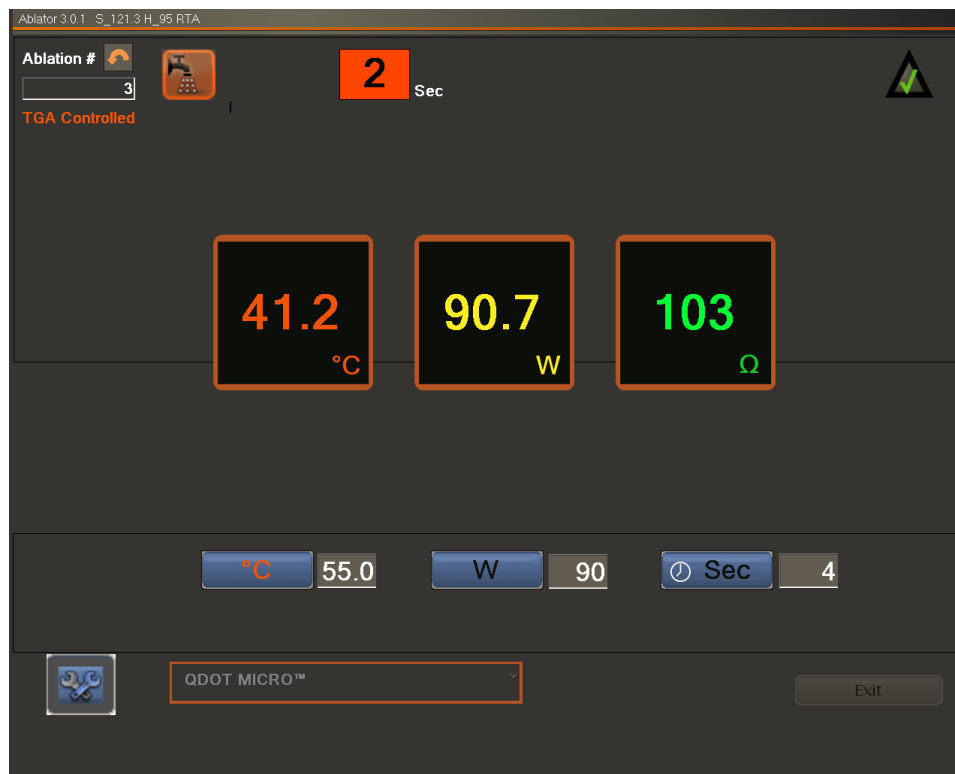 Ablator 3.0.1 S_121.3 H_95 RTA
Ablation #
3
TGA Controlled
2 Sec
41.2 °C
90.7 W
103 Ω
°C 55.0 W 90 Sec 4
QDOT MICRO™
Exit